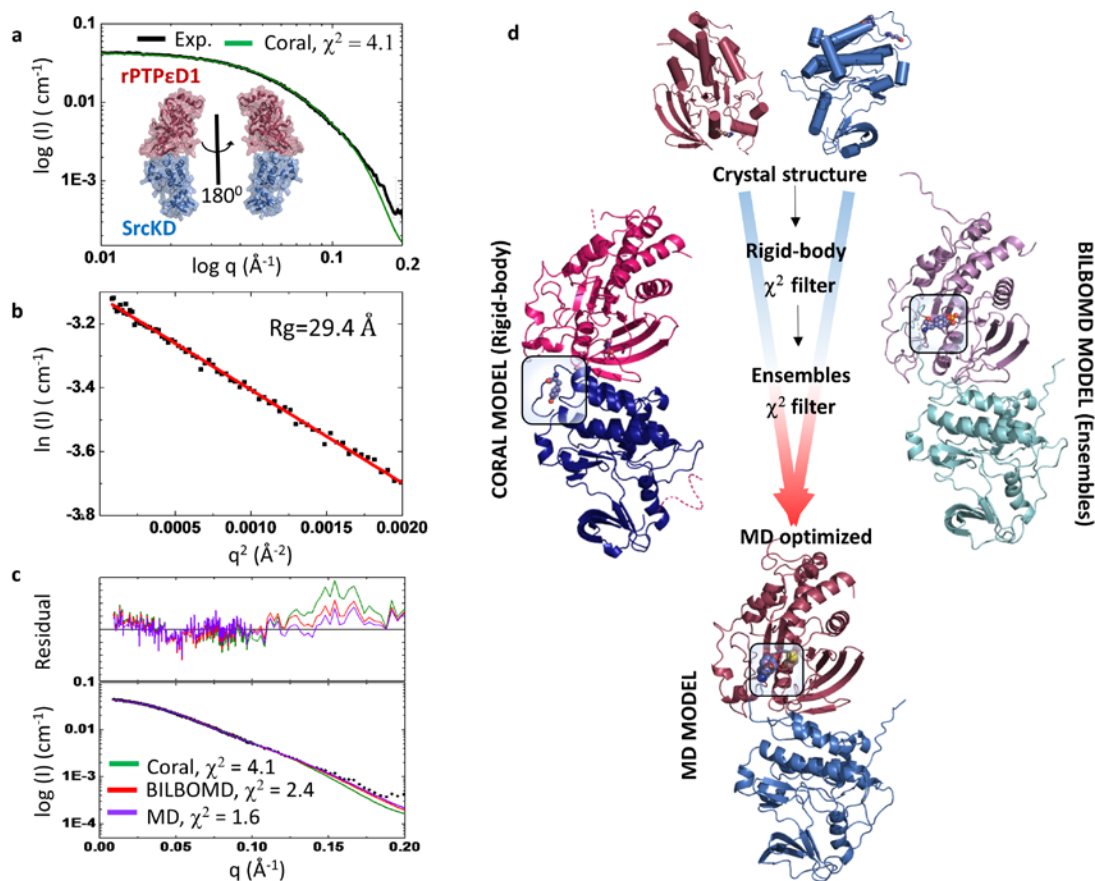 a
0.1
0.01
1E-3
log (I) ( cm⁻¹)
Exp.
Coral, χ² = 4.1
rPTPεD1
180⁰
SrcKD
0.01
0.1
0.2
log q (Å⁻¹)
b
-3.2
-3.4
-3.6
-3.8
ln (I) ( cm⁻¹)
Rg=29.4 Å
0.0005
0.0010
0.0015
0.0020
q² (Å⁻²)
c
Residual
0.1
0.01
1E-3
1E-4
log (I) ( cm⁻¹)
Coral, χ² = 4.1
BILBOMD, χ² = 2.4
MD, χ² = 1.6
0.00
0.05
0.10
0.15
0.20
q (Å⁻¹)
d
Crystal structure
Rigid-body
χ² filter
Ensembles
χ² filter
MD optimized
CORAL MODEL (Rigid-body)
BILBOMD MODEL (Ensembles)
MD MODEL